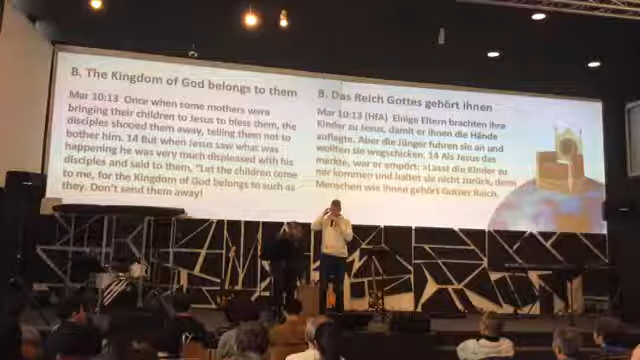 B. The Kingdom of God belongs to them
Mar 10:13  Once when some mothers were
bringing their children to Jesus to bless them, the
disciples shooed them away, telling them not to
bother him. 14 But when Jesus saw what was
happening he was very much displeased with his
disciples and said to them, "Let the children come
to me, for the Kingdom of God belongs to such as
they. Don't send them away!
B. Das Reich Gottes gehört ihnen
Mar 10:13 (HFA)  Einige Eltern brachten ihre
Kinder zu Jesus, damit er ihnen die Hände
auflegte. Aber die Jünger fuhren sie an und
wollten sie wegschicken. 14 Als Jesus das
merkte, war er empört: »Lasst die Kinder zu
mir kommen und haltet sie nicht zurück, denn
Menschen wie ihnen gehört Gottes Reich.